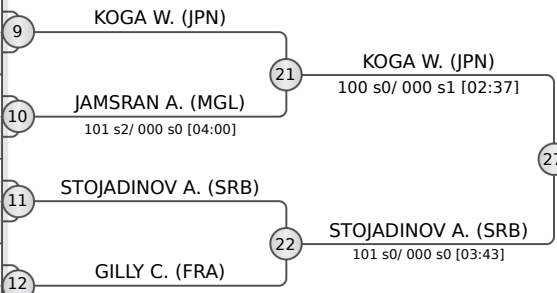 KOGA W. (JPN)
9
21
KOGA W. (JPN)
100 s0/ 000 s1 [02:37]
JAMSRAN A. (MGL)
10
101 s2/ 000 s0 [04:00]
27
STOJADINOV A. (SRB)
11
22
STOJADINOV A. (SRB)
101 s0/ 000 s0 [03:43]
GILLY C. (FRA)
12